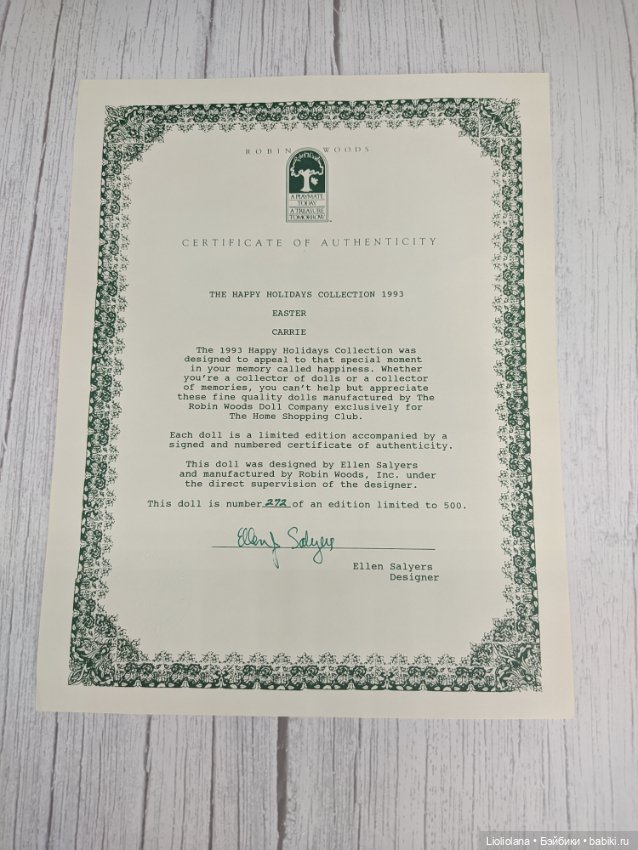 ROBIN WOODS
A PLAYMATE
TODAY
A TREASURE
TOMORROW
CERTIFICATE OF AUTHENTICITY
THE HAPPY HOLIDAYS COLLECTION 1993
EASTER
CARRIE
The 1993 Happy Holidays Collection was
designed to appeal to that special moment
in your memory called happiness. Whether
you're a collector of dolls or a collector
of memories, you can't help but appreciate
these fine quality dolls manufactured by The
Robin Woods Doll Company exclusively for
The Home Shopping Club.
Each doll is a limited edition accompanied by a
signed and numbered certificate of authenticity.
This doll was designed by Ellen Salyers
and manufactured by Robin Woods, Inc. under
the direct supervision of the designer.
This doll is number 272 of an edition limited to 500.
Ellen J Salyers
Ellen Salyers
Designer
Lioliolana • Бэйбики • babiki.ru